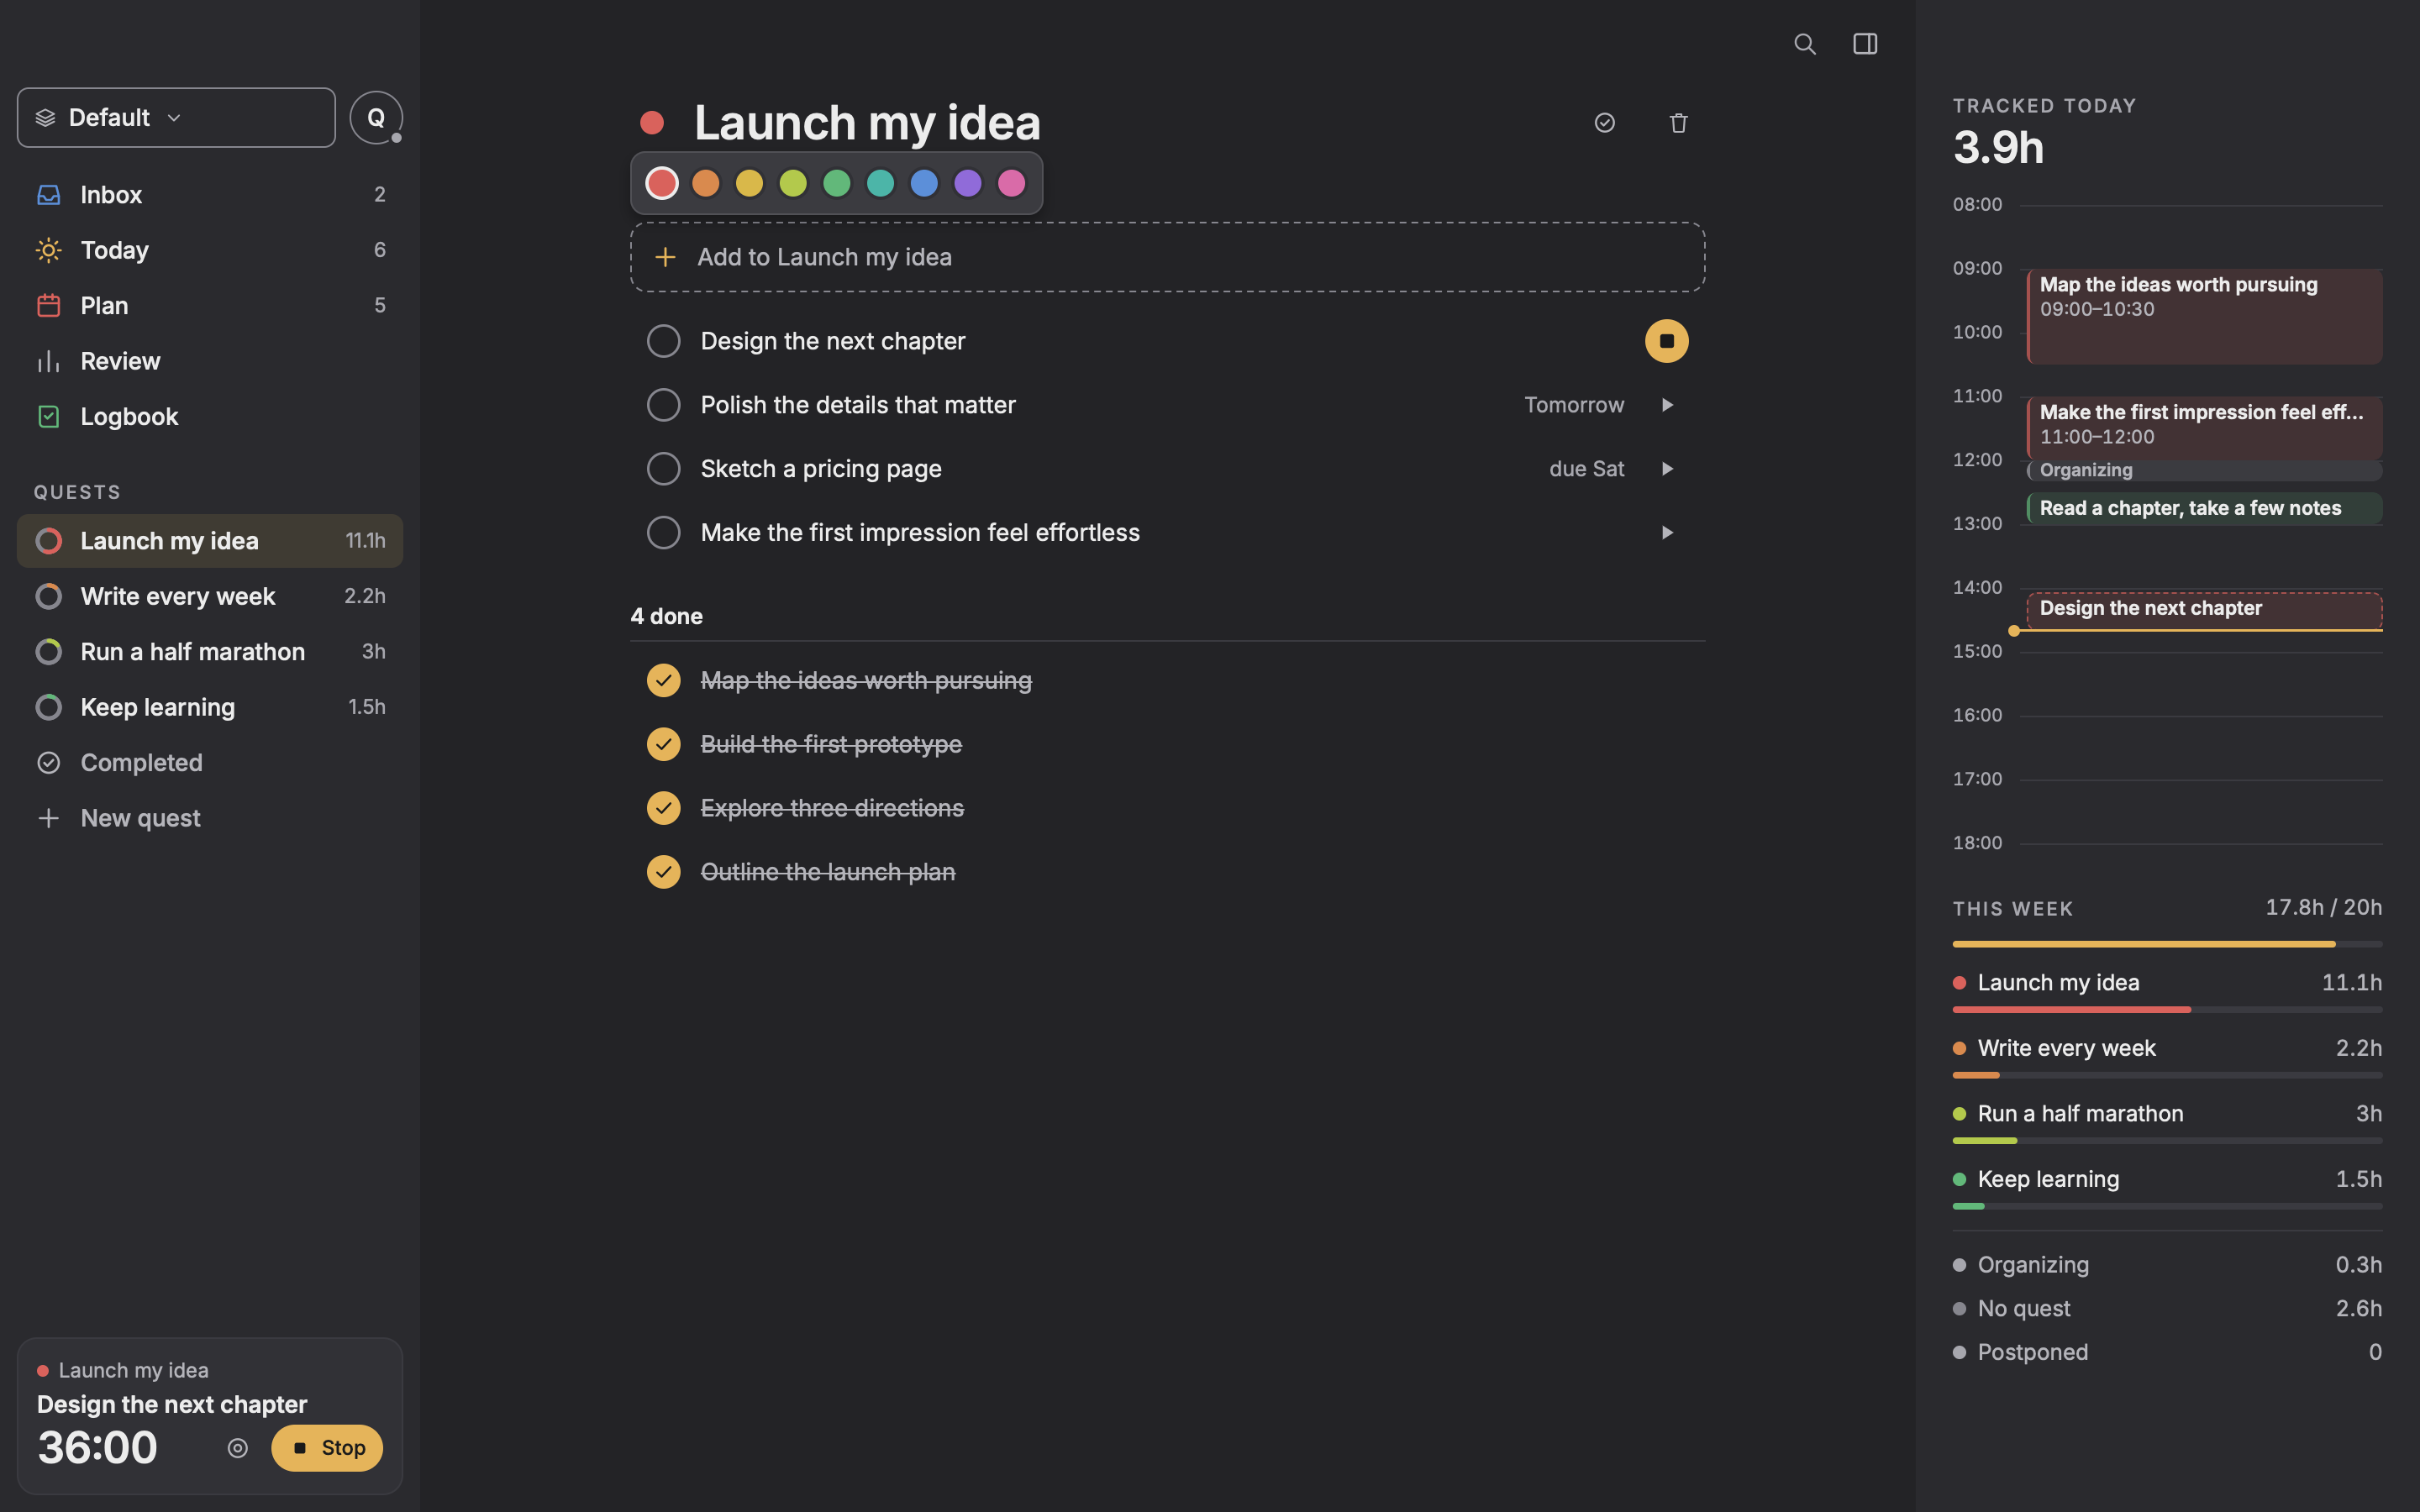 Default
Q
Inbox 2
Today 6
Plan 5
Review
Logbook
QUESTS
Launch my idea 11.1h
Write every week 2.2h
Run a half marathon 3h
Keep learning 1.5h
Completed
New quest
Launch my idea
Design the next chapter
36:00 Stop
Launch my idea
Add to Launch my idea
Design the next chapter
Polish the details that matter Tomorrow
Sketch a pricing page due Sat
Make the first impression feel effortless
4 done
Map the ideas worth pursuing
Build the first prototype
Explore three directions
Outline the launch plan
TRACKED TODAY
3.9h
08:00
09:00
Map the ideas worth pursuing
09:00–10:30
10:00
11:00
Make the first impression feel eff...
11:00–12:00
12:00
Organizing
Read a chapter, take a few notes
13:00
14:00
Design the next chapter
15:00
16:00
17:00
18:00
THIS WEEK 17.8h / 20h
Launch my idea 11.1h
Write every week 2.2h
Run a half marathon 3h
Keep learning 1.5h
Organizing 0.3h
No quest 2.6h
Postponed 0